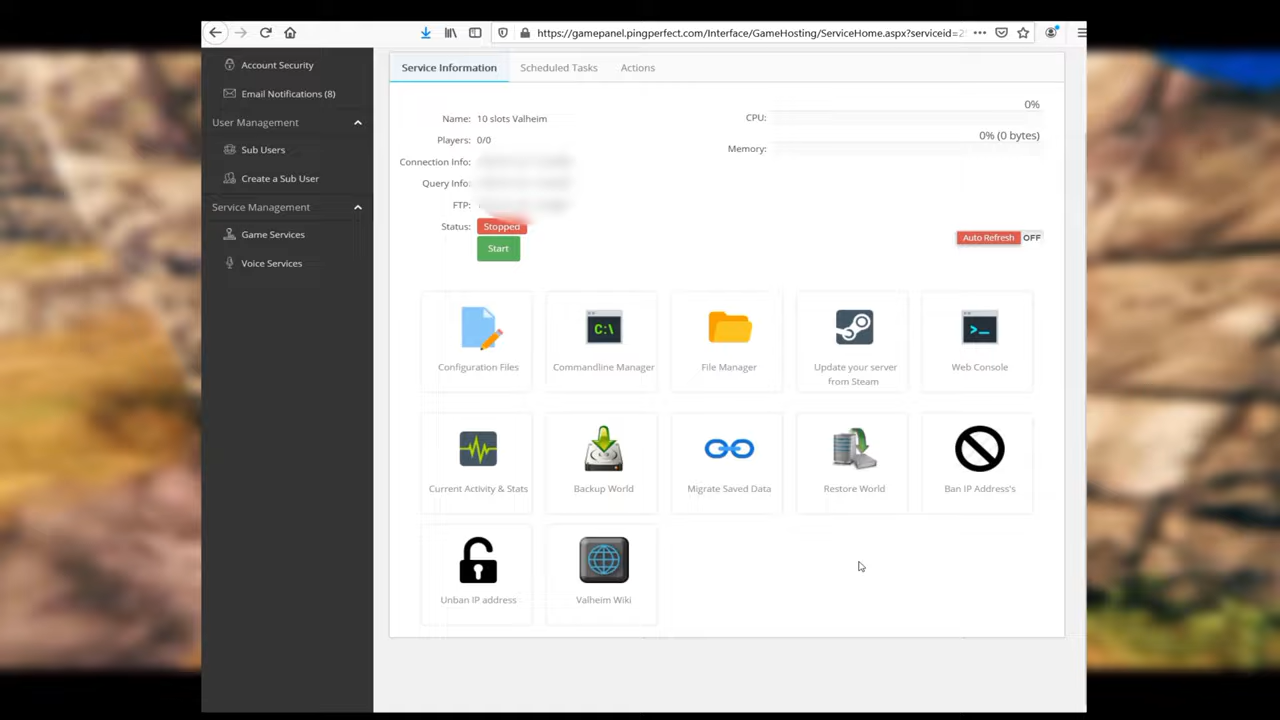 https://gamepanel.pingperfect.com/Interface/GameHosting/ServiceHome.aspx?serviceid=2
Account Security
Email Notifications (8)
User Management
Sub Users
Create a Sub User
Service Management
Game Services
Voice Services
Service Information
Scheduled Tasks
Actions
Name: 10 slots Valheim
Players: 0/0
Connection Info:
Query Info:
FTP:
Status: Stopped
Start
0%
CPU:
0% (0 bytes)
Memory:
Auto Refresh OFF
C:\
>_
Configuration Files
Commandline Manager
File Manager
Update your server
from Steam
Web Console
Current Activity & Stats
Backup World
Migrate Saved Data
Restore World
Ban IP Address's
Unban IP address
Valheim Wiki